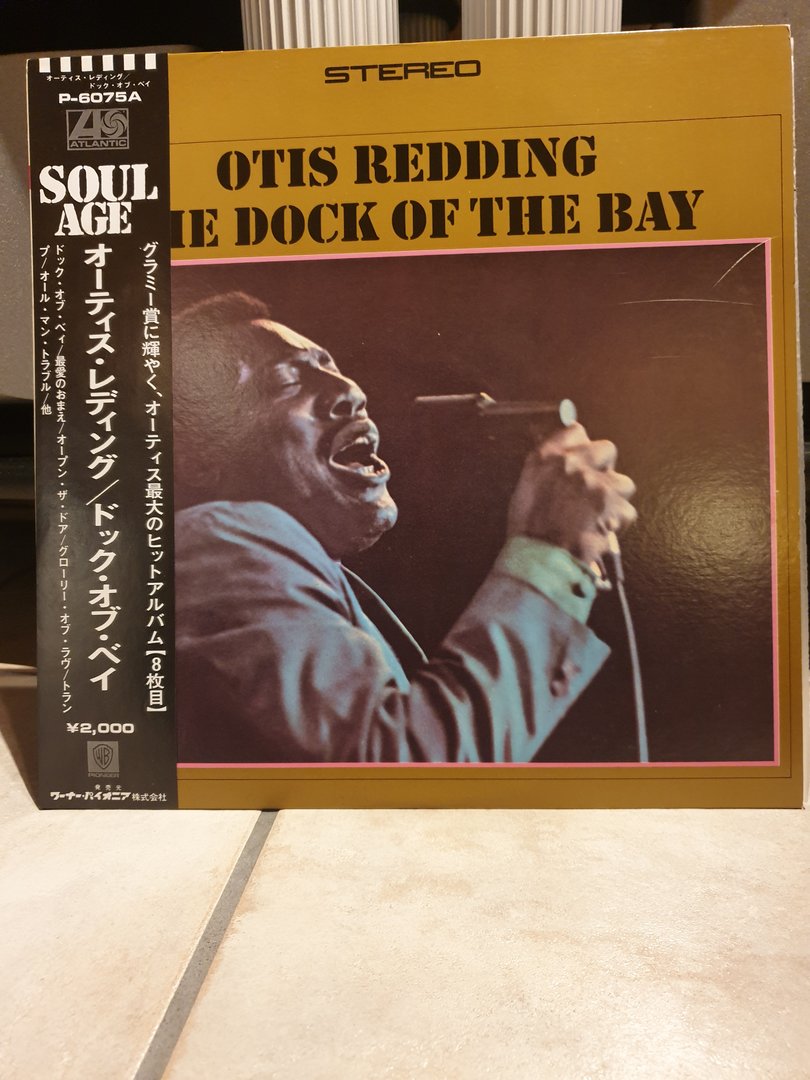 オーティス・レディング/
ドック・オブ・ベイ
P-6075A
ATLANTIC
SOUL
AGE
グラミー賞に輝やく、オーティス最大のヒットアルバム【8枚目】
オーティス・レディング/ドック・オブ・ベイ
ドック・オブ・ベイ/最愛のおまえ/オープン・ザ・ドア/グローリー・オブ・ラヴ/トラン
プ/オール・マン・トラブル/他
¥2,000
WB
PIONEER
発売元
ワーナー・パイオニア株式会社
STEREO
OTIS REDDING
HE DOCK OF THE BAY